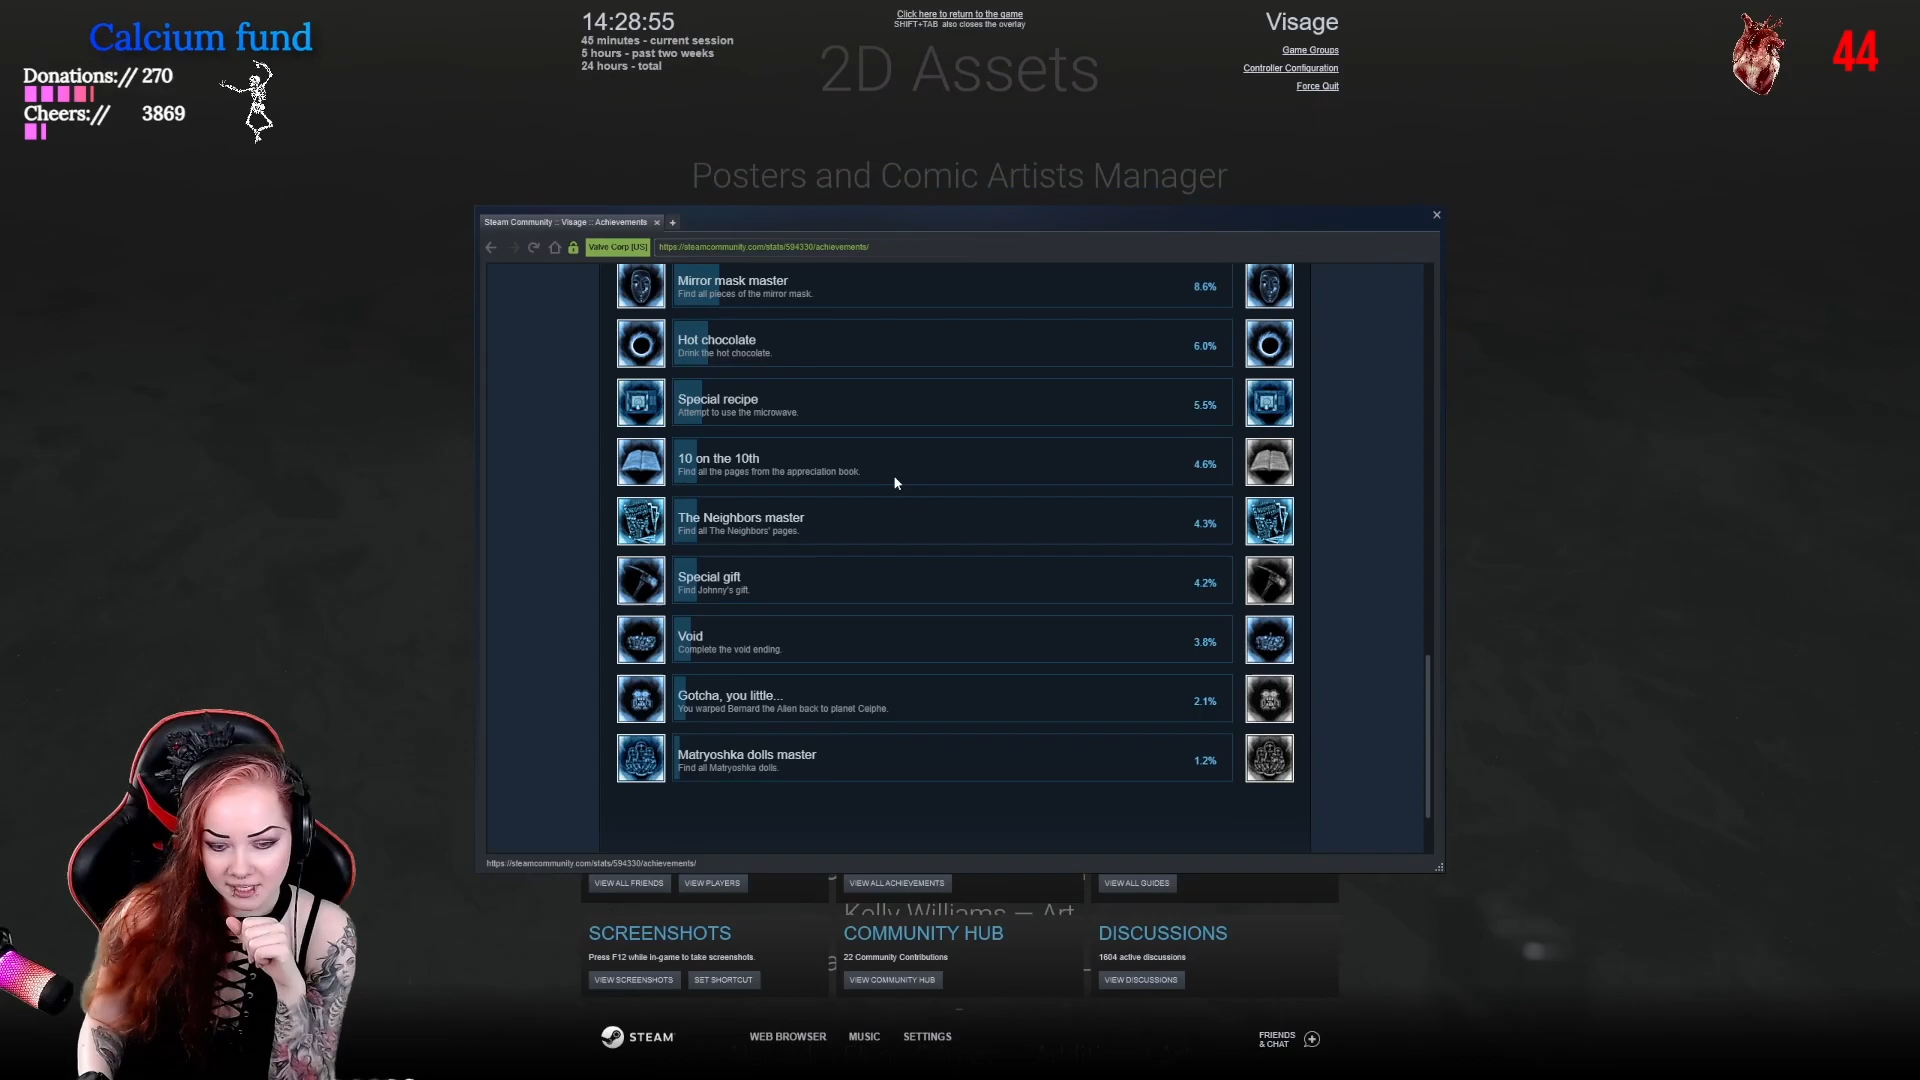 Calcium fund
Donations:// 270
Cheers:// 3869
14:28:55
45 minutes - current session
5 hours - past two weeks
24 hours - total
Click here to return to the game
SHIFT+TAB also closes the overlay
Visage
Game Groups
Controller Configuration
Force Quit
44
2D Assets
Posters and Comic Artists Manager
Steam Community :: Visage :: Achievements
Valve Corp [US] https://steamcommunity.com/stats/594330/achievements/
Mirror mask master
Find all pieces of the mirror mask.
8.6%
Hot chocolate
Drink the hot chocolate.
6.0%
Special recipe
Attempt to use the microwave.
5.5%
10 on the 10th
Find all the pages from the appreciation book.
4.6%
The Neighbors master
Find all The Neighbors' pages.
4.3%
Special gift
Find Johnny's gift.
4.2%
Void
Complete the void ending.
3.8%
Gotcha, you little...
You warped Bernard the Alien back to planet Ceiphe.
2.1%
Matryoshka dolls master
Find all Matryoshka dolls.
1.2%
https://steamcommunity.com/stats/594330/achievements/
VIEW ALL FRIENDS VIEW PLAYERS VIEW ALL ACHIEVEMENTS VIEW ALL GUIDES
Kelly Williams — Art
SCREENSHOTS
Press F12 while in-game to take screenshots.
VIEW SCREENSHOTS SET SHORTCUT
COMMUNITY HUB
22 Community Contributions
VIEW COMMUNITY HUB
DISCUSSIONS
1604 active discussions
VIEW DISCUSSIONS
STEAM WEB BROWSER MUSIC SETTINGS
FRIENDS
& CHAT